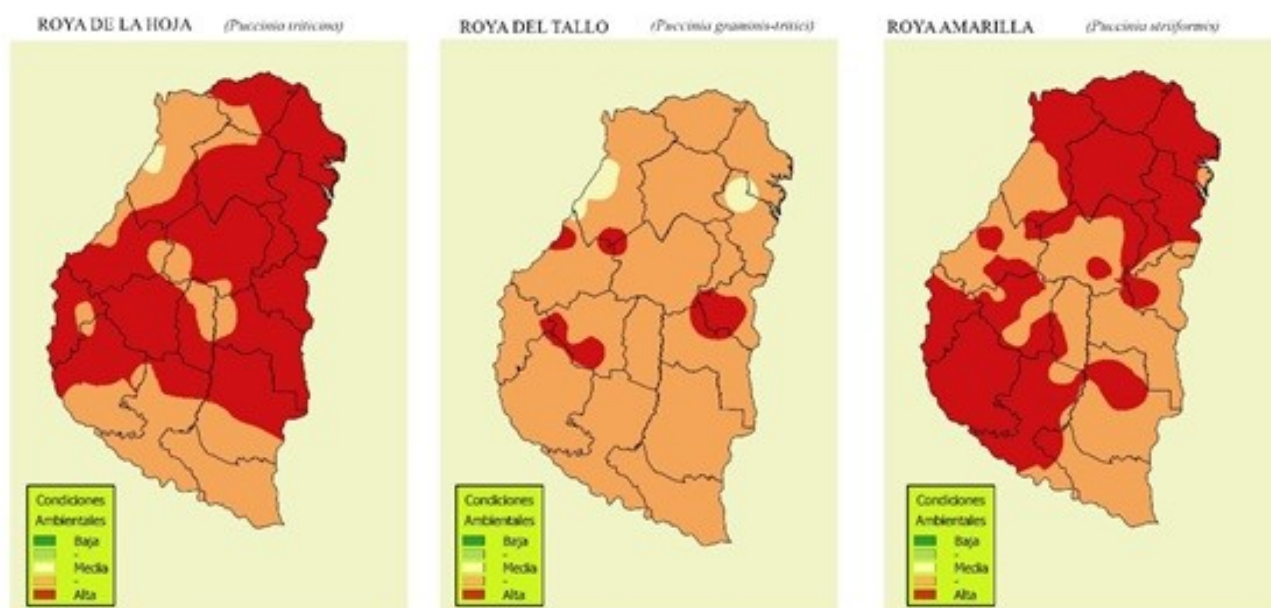 ROYA DE LA HOJA (Puccinia triticina)
ROYA DEL TALLO (Puccinia graminis-tritici)
ROYA AMARILLA (Puccinia striiformis)
Condiciones
Ambientales
Baja
-
Media
-
Alta
Condiciones
Ambientales
Baja
-
Media
-
Alta
Condiciones
Ambientales
Baja
-
Media
-
Alta